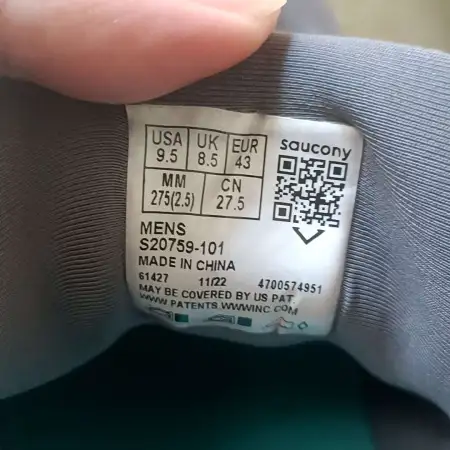 USA UK EUR
9.5 8.5 43
MM CN
275(2.5) 27.5
saucony
MENS
S20759-101
MADE IN CHINA
61427 11/22 4700574951
MAY BE COVERED BY US PAT.
WWW.PATENTS.WWWINC.COM